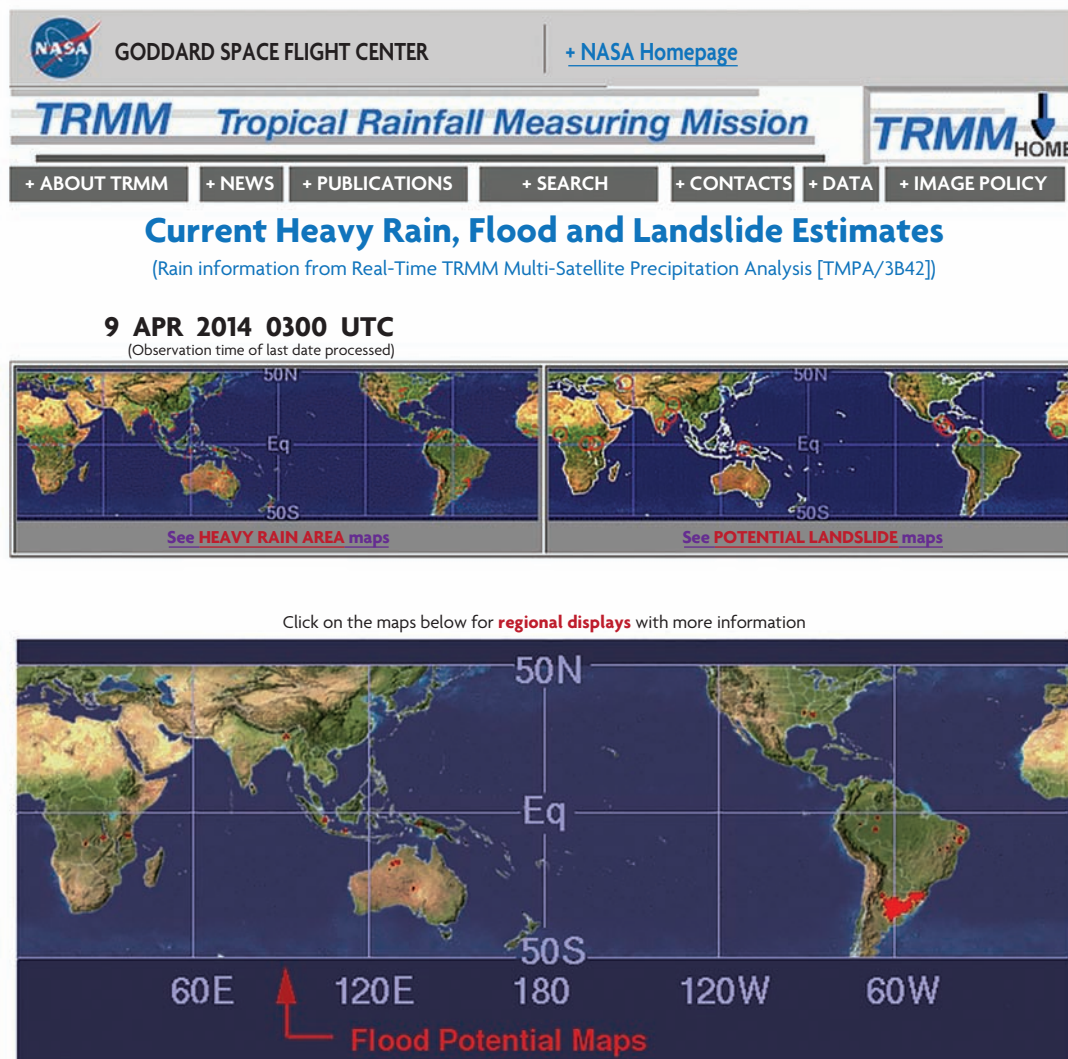 NASA
GODDARD SPACE FLIGHT CENTER
+ NASA Homepage
TRMM Tropical Rainfall Measuring Mission
TRMM HOME
+ ABOUT TRMM + NEWS + PUBLICATIONS + SEARCH + CONTACTS + DATA + IMAGE POLICY
Current Heavy Rain, Flood and Landslide Estimates
(Rain information from Real-Time TRMM Multi-Satellite Precipitation Analysis [TMPA/3B42])
9 APR 2014 0300 UTC
(Observation time of last date processed)
50N
Eq
50S
See HEAVY RAIN AREA maps
50N
Eq
50S
See POTENTIAL LANDSLIDE maps
Click on the maps below for regional displays with more information
50N
Eq
50S
60E 120E 180 120W 60W
Flood Potential Maps